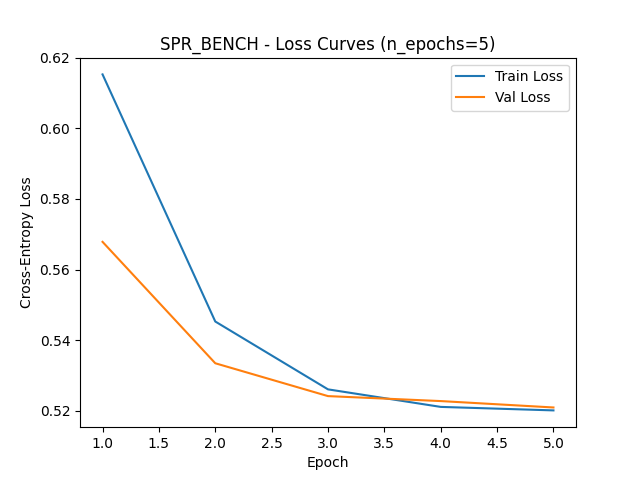 SPR_BENCH - Loss Curves (n_epochs=5)
Train Loss
Val Loss
Cross-Entropy Loss
0.62
0.60
0.58
0.56
0.54
0.52
1.0 1.5 2.0 2.5 3.0 3.5 4.0 4.5 5.0
Epoch